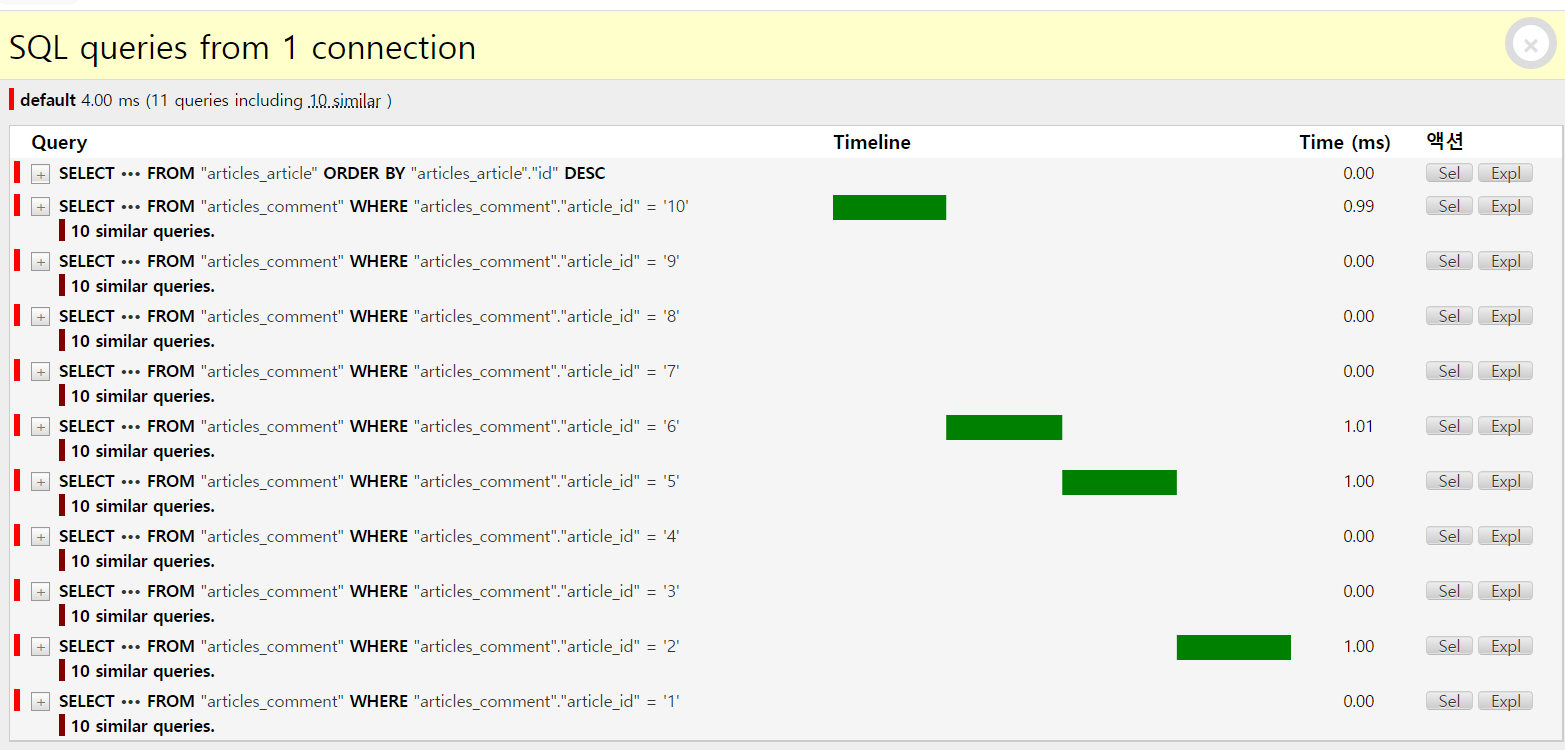 SQL queries from 1 connection
default 4.00 ms (11 queries including 10 similar )
Query Timeline Time (ms) 액션
+ SELECT ••• FROM "articles_article" ORDER BY "articles_article"."id" DESC 0.00 Sel Expl
+ SELECT ••• FROM "articles_comment" WHERE "articles_comment"."article_id" = '10' 0.99 Sel Expl
10 similar queries.
+ SELECT ••• FROM "articles_comment" WHERE "articles_comment"."article_id" = '9' 0.00 Sel Expl
10 similar queries.
+ SELECT ••• FROM "articles_comment" WHERE "articles_comment"."article_id" = '8' 0.00 Sel Expl
10 similar queries.
+ SELECT ••• FROM "articles_comment" WHERE "articles_comment"."article_id" = '7' 0.00 Sel Expl
10 similar queries.
+ SELECT ••• FROM "articles_comment" WHERE "articles_comment"."article_id" = '6' 1.01 Sel Expl
10 similar queries.
+ SELECT ••• FROM "articles_comment" WHERE "articles_comment"."article_id" = '5' 1.00 Sel Expl
10 similar queries.
+ SELECT ••• FROM "articles_comment" WHERE "articles_comment"."article_id" = '4' 0.00 Sel Expl
10 similar queries.
+ SELECT ••• FROM "articles_comment" WHERE "articles_comment"."article_id" = '3' 0.00 Sel Expl
10 similar queries.
+ SELECT ••• FROM "articles_comment" WHERE "articles_comment"."article_id" = '2' 1.00 Sel Expl
10 similar queries.
+ SELECT ••• FROM "articles_comment" WHERE "articles_comment"."article_id" = '1' 0.00 Sel Expl
10 similar queries.